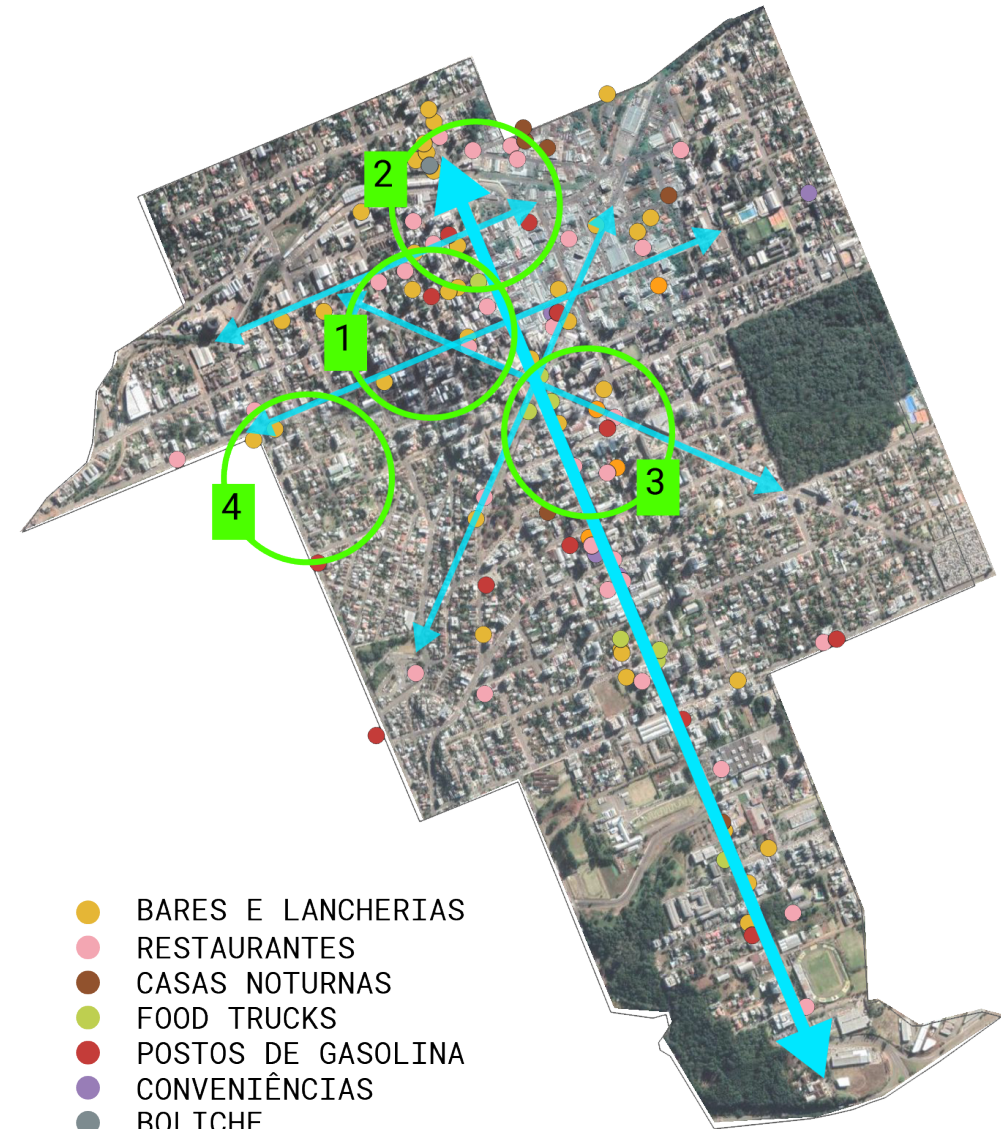 2
1
3
4
BARES E LANCHERIAS
RESTAURANTES
CASAS NOTURNAS
FOOD TRUCKS
POSTOS DE GASOLINA
CONVENIÊNCIAS
BOLICHE